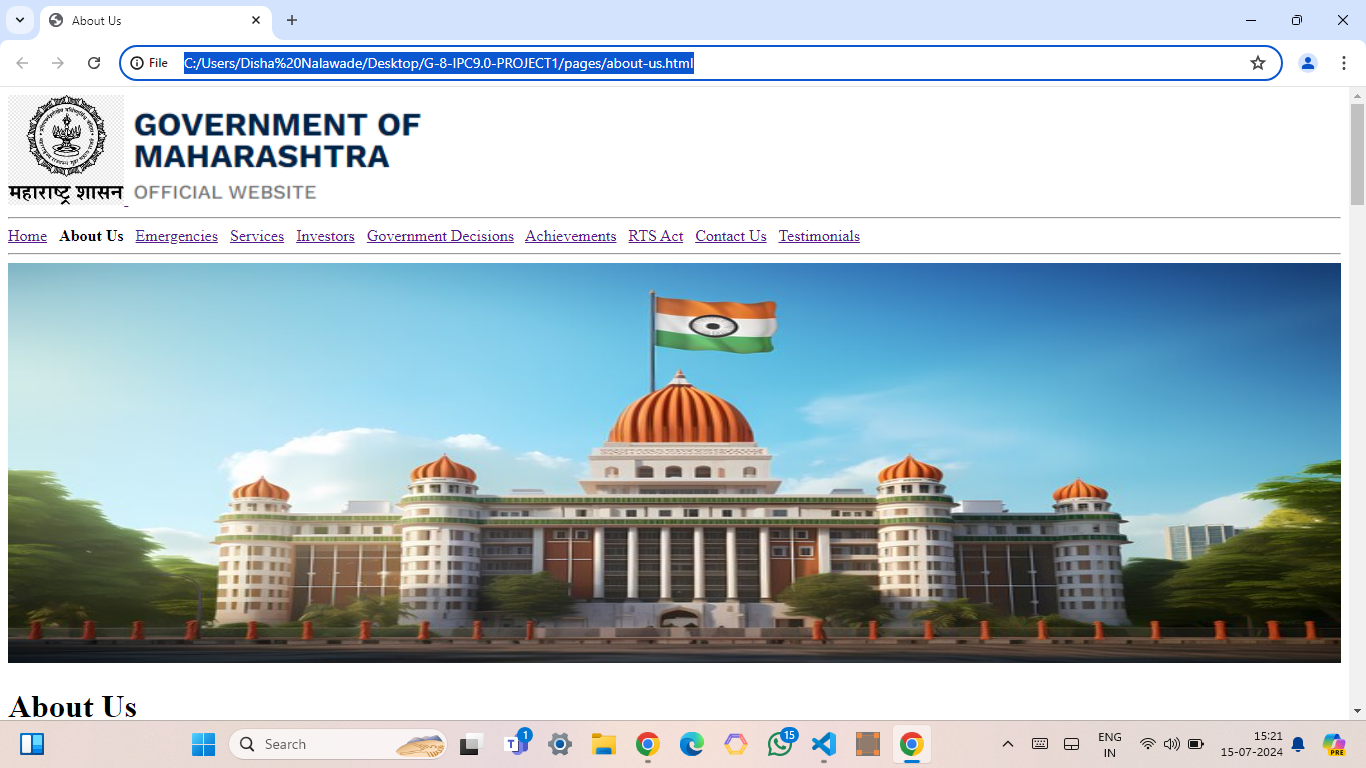 About Us
File
C:/Users/Disha%20Nalawade/Desktop/G-8-IPC9.0-PROJECT1/pages/about-us.html
महाराष्ट्र शासन
GOVERNMENT OF
MAHARASHTRA
OFFICIAL WEBSITE
Home About Us Emergencies Services Investors Government Decisions Achievements RTS Act Contact Us Testimonials
About Us
Search
1
15
ENG
IN
15:21
15-07-2024
PRE